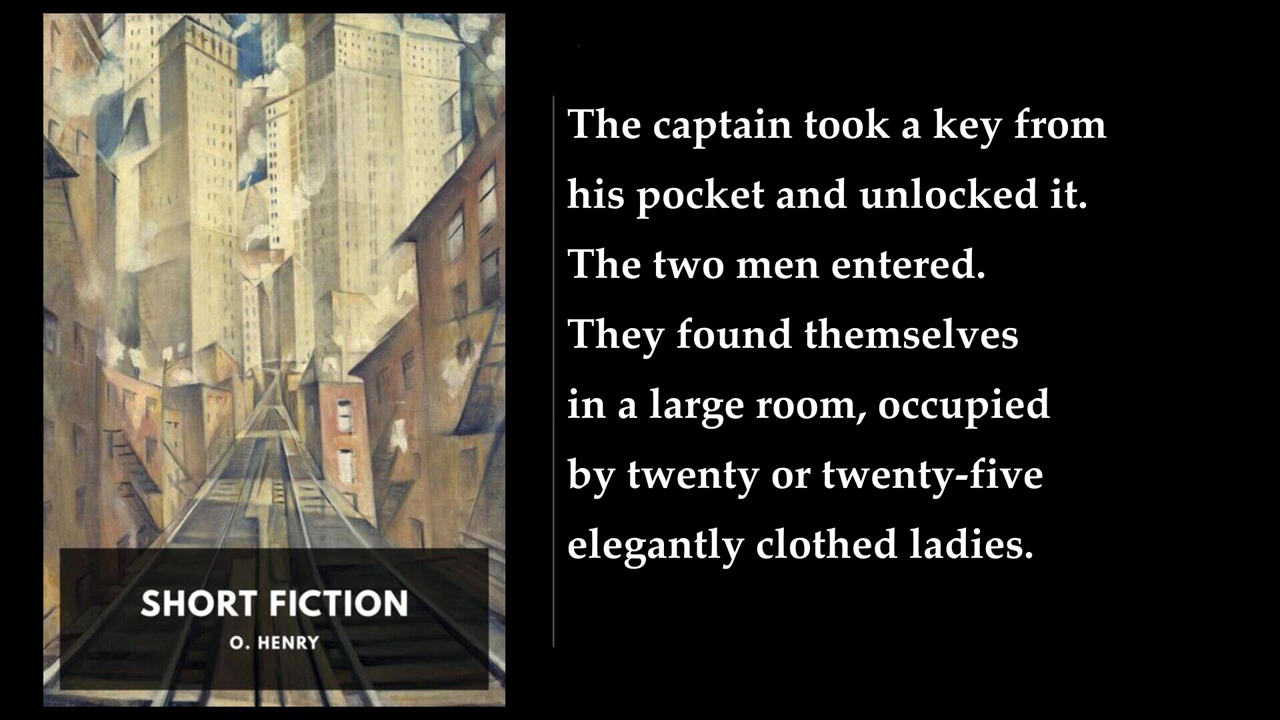 SHORT FICTION
O. HENRY
The captain took a key from
his pocket and unlocked it.
The two men entered.
They found themselves
in a large room, occupied
by twenty or twenty-five
elegantly clothed ladies.